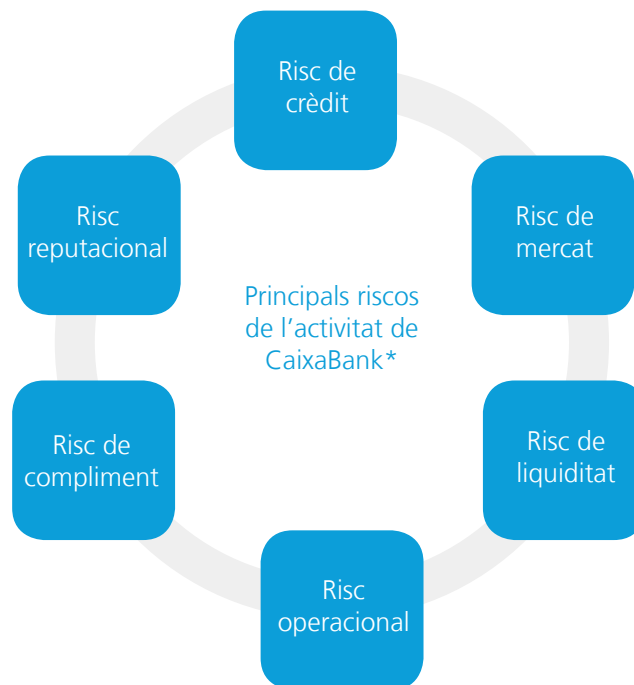 Risc de
crèdit
Risc de
mercat
Risc de
liquiditat
Risc
operacional
Risc de
compliment
Risc
reputacional
Principals riscos
de l’activitat de
CaixaBank*